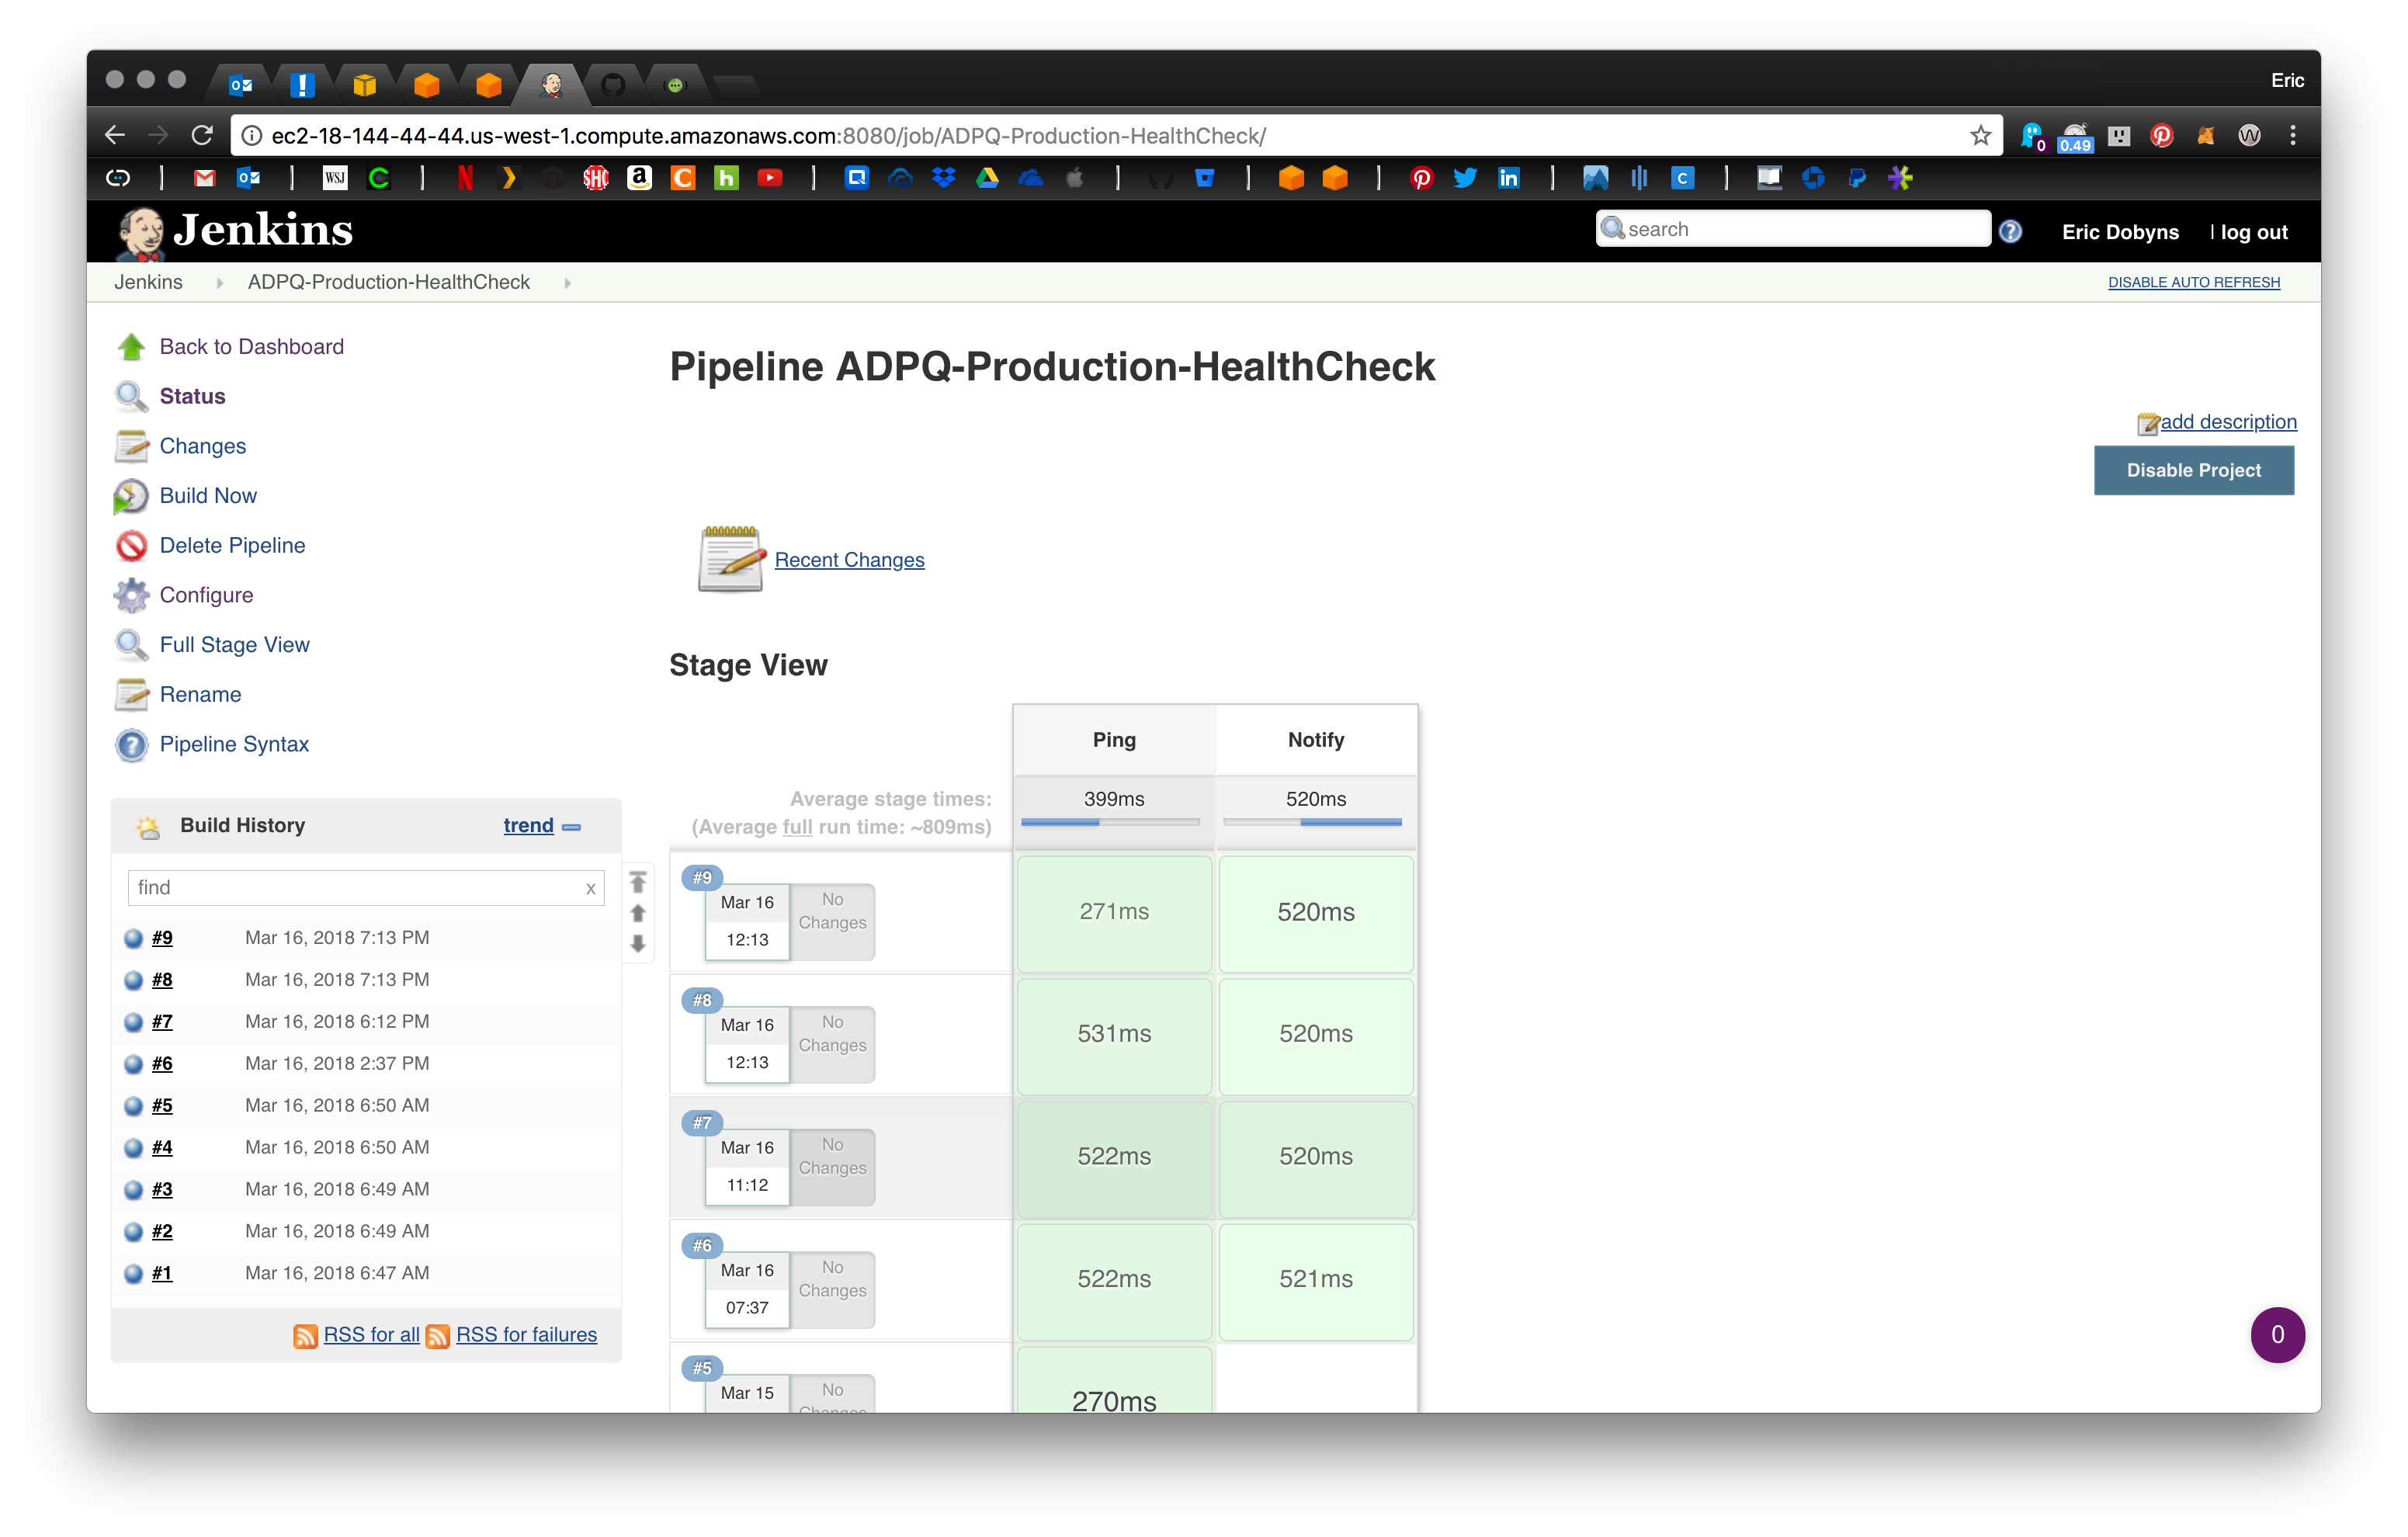 Eric
ec2-18-144-44-44.us-west-1.compute.amazonaws.com:8080/job/ADPQ-Production-HealthCheck/
0
0.49
WSJ
Jenkins
search
Eric Dobyns | log out
Jenkins ADPQ-Production-HealthCheck
DISABLE AUTO REFRESH
Back to Dashboard
Status
Changes
Build Now
Delete Pipeline
Configure
Full Stage View
Rename
Pipeline Syntax
Build History trend
find x
#9 Mar 16, 2018 7:13 PM
#8 Mar 16, 2018 7:13 PM
#7 Mar 16, 2018 6:12 PM
#6 Mar 16, 2018 2:37 PM
#5 Mar 16, 2018 6:50 AM
#4 Mar 16, 2018 6:50 AM
#3 Mar 16, 2018 6:49 AM
#2 Mar 16, 2018 6:49 AM
#1 Mar 16, 2018 6:47 AM
RSS for all RSS for failures
Pipeline ADPQ-Production-HealthCheck
add description
Disable Project
Recent Changes
Stage View
Ping Notify
Average stage times: 399ms 520ms
(Average full run time: ~809ms)
#9
Mar 16
12:13
No
Changes
271ms 520ms
#8
Mar 16
12:13
No
Changes
531ms 520ms
#7
Mar 16
11:12
No
Changes
522ms 520ms
#6
Mar 16
07:37
No
Changes
522ms 521ms
#5
Mar 15
No
Changes
270ms
0